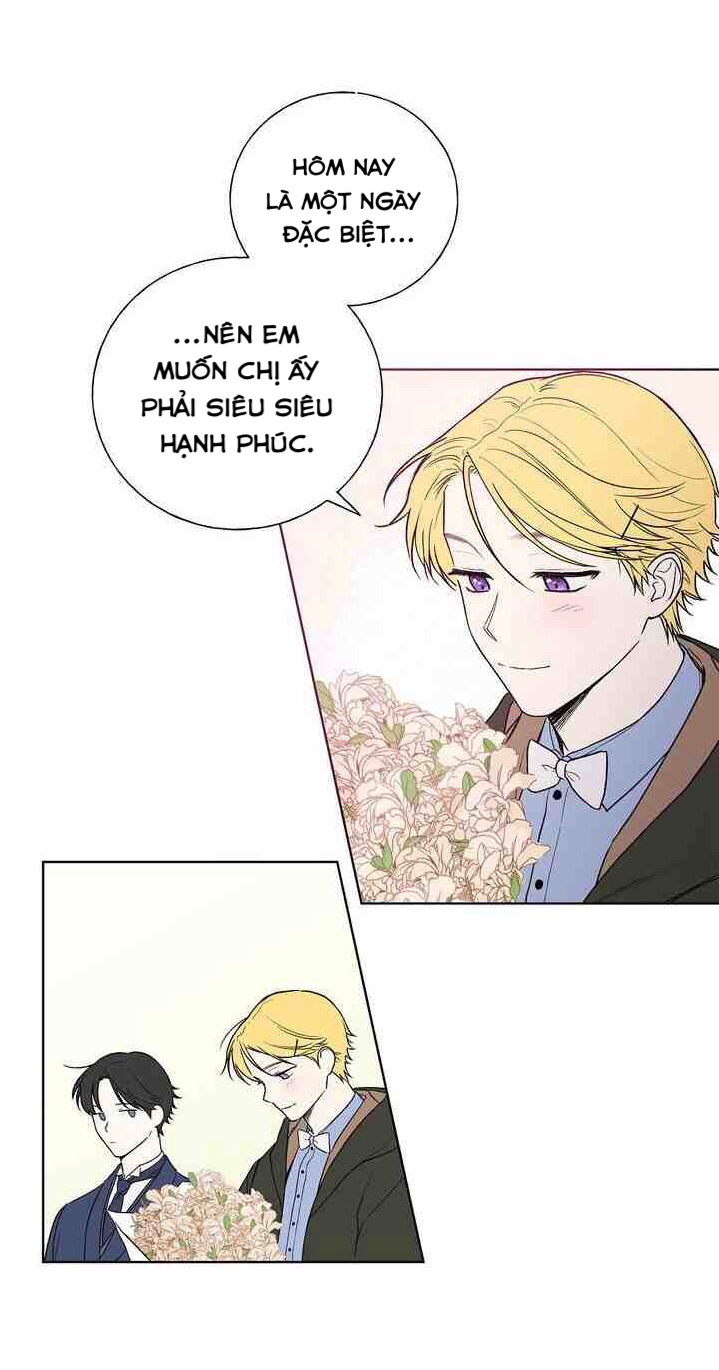 HÔM NAY
LÀ MỘT NGÀY
ĐẶC BIỆT...
...NÊN EM
MUỐN CHỊ ẤY
PHẢI SIÊU SIÊU
HẠNH PHÚC.